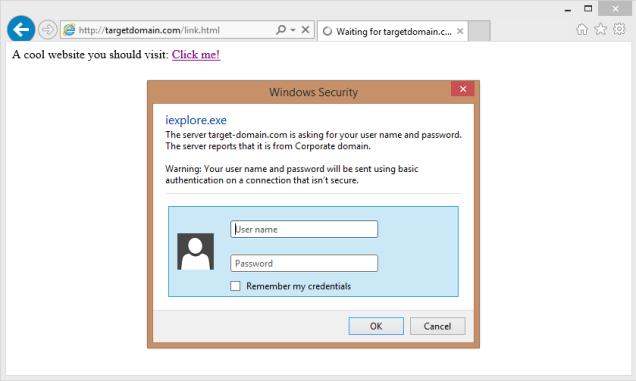 http://targetdomain.com/link.html
Waiting for targetdomain.c...
A cool website you should visit: Click me!
Windows Security
iexplore.exe
The server target-domain.com is asking for your user name and password.
The server reports that it is from Corporate domain.
Warning: Your user name and password will be sent using basic
authentication on a connection that isn't secure.
User name
Password
Remember my credentials
OK
Cancel